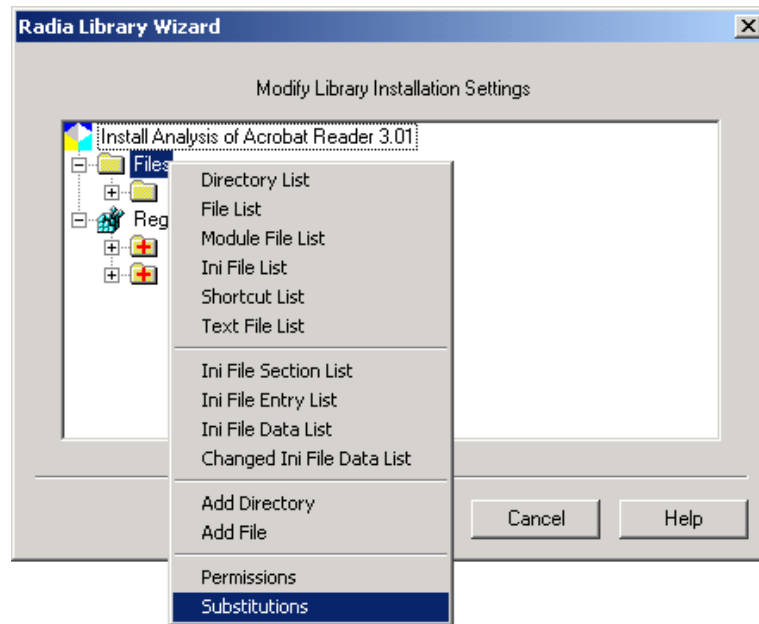 Radia Library Wizard
Modify Library Installation Settings
Install Analysis of Acrobat Reader 3.01
Files
Reg
Directory List
File List
Module File List
Ini File List
Shortcut List
Text File List
Ini File Section List
Ini File Entry List
Ini File Data List
Changed Ini File Data List
Add Directory
Add File
Permissions
Substitutions
Cancel
Help